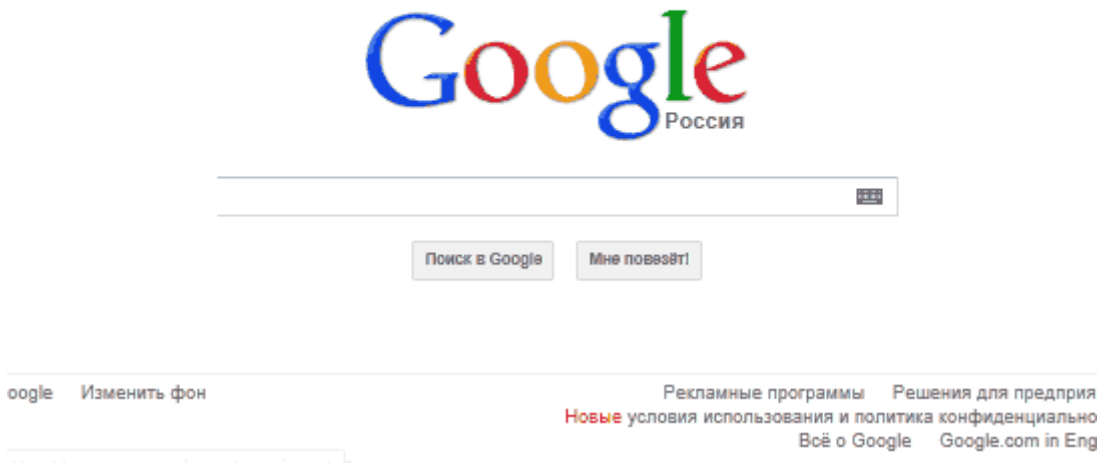 Google
Россия
Поиск в Google Мне повезёт!
oogle Изменить фон Рекламные программы Решения для предприя
Новые условия использования и политика конфиденциально
Всё о Google Google.com in Eng